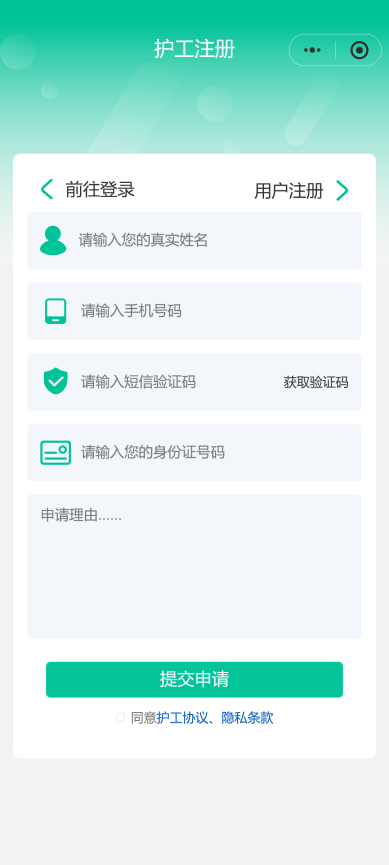 护工注册
前往登录
用户注册
请输入您的真实姓名
请输入手机号码
请输入短信验证码
获取验证码
请输入您的身份证号码
申请理由......
提交申请
同意护工协议、隐私条款